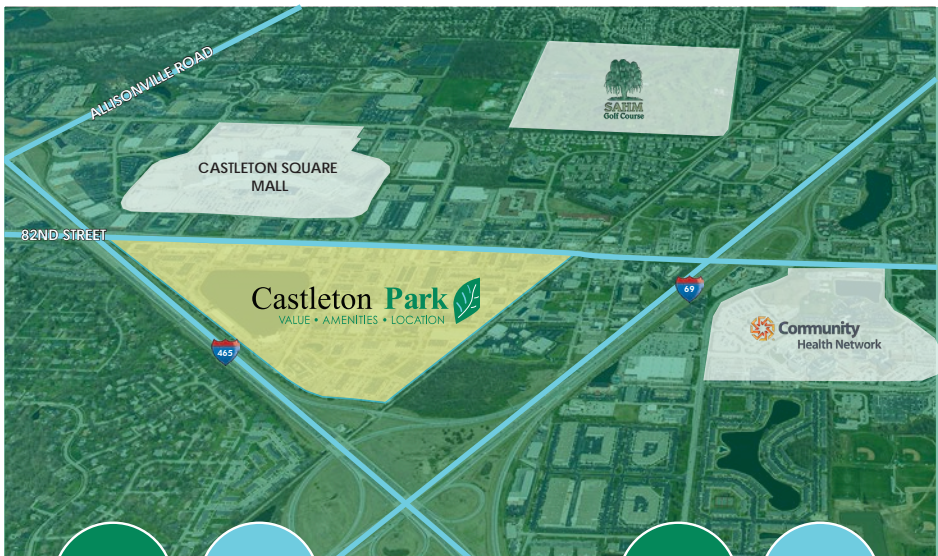 ALLISONVILLE ROAD
SAHM
Golf Course
CASTLETON SQUARE
MALL
82ND STREET
Castleton Park
VALUE • AMENITIES • LOCATION
69
Community
Health Network
465